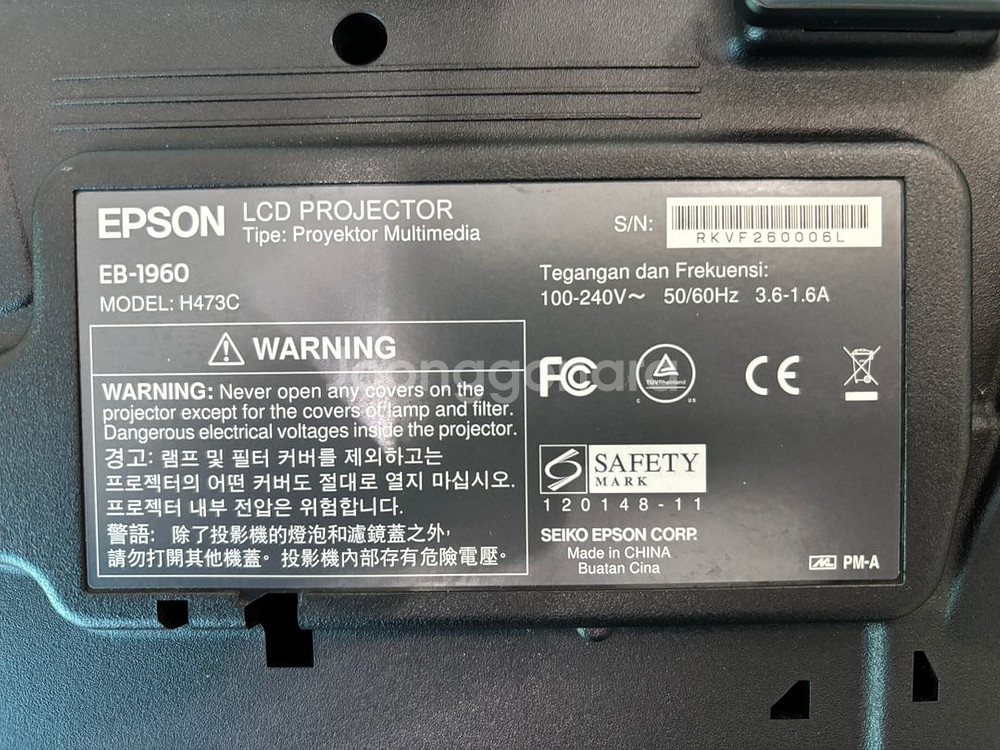 EPSON LCD PROJECTOR
Tipe: Proyektor Multimedia
S/N: RKVF260006L
EB-1960
MODEL: H473C
Tegangan dan Frekuensi:
100-240V~ 50/60Hz 3.6-1.6A
WARNING
WARNING: Never open any covers on the
projector except for the covers of lamp and filter.
Dangerous electrical voltages inside the projector.
경고: 램프 및 필터 커버를 제외하고는
프로젝터의 어떤 커버도 절대로 열지 마십시오.
프로젝터 내부 전압은 위험합니다.
警語: 除了投影機的燈泡和濾鏡蓋之外,
請勿打開其他機蓋。投影機內部存有危險電壓。
FC
TÜVRheinland
C US
CE
SAFETY
MARK
120148-11
SEIKO EPSON CORP.
Made in CHINA
Buatan Cina
PM-A